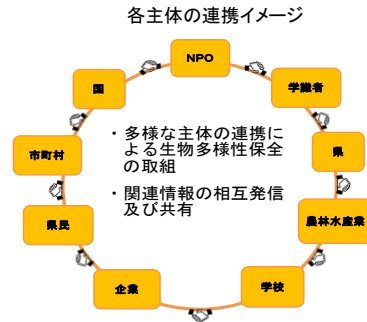 各主体の連携イメージ
NPO
国
学識者
市町村
・多様な主体の連携に
よる生物多様性保全
の取組
県
・関連情報の相互発信
及び共有
県民
農林水産業
企業
学校